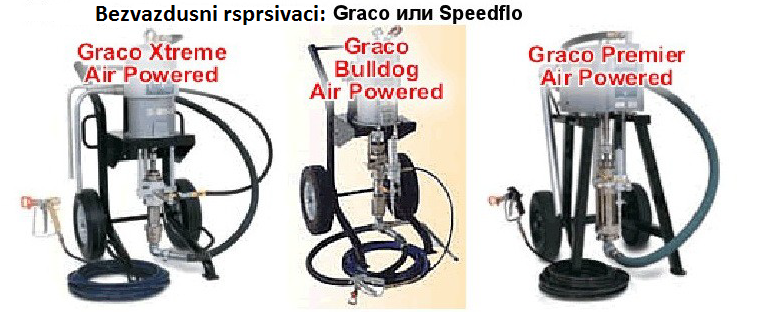 Bezvazdusni rsprsivaci: Graco или Speedflo
Graco Xtreme
Air Powered
Graco
Bulldog
Air Powered
Graco Premier
Air Powered